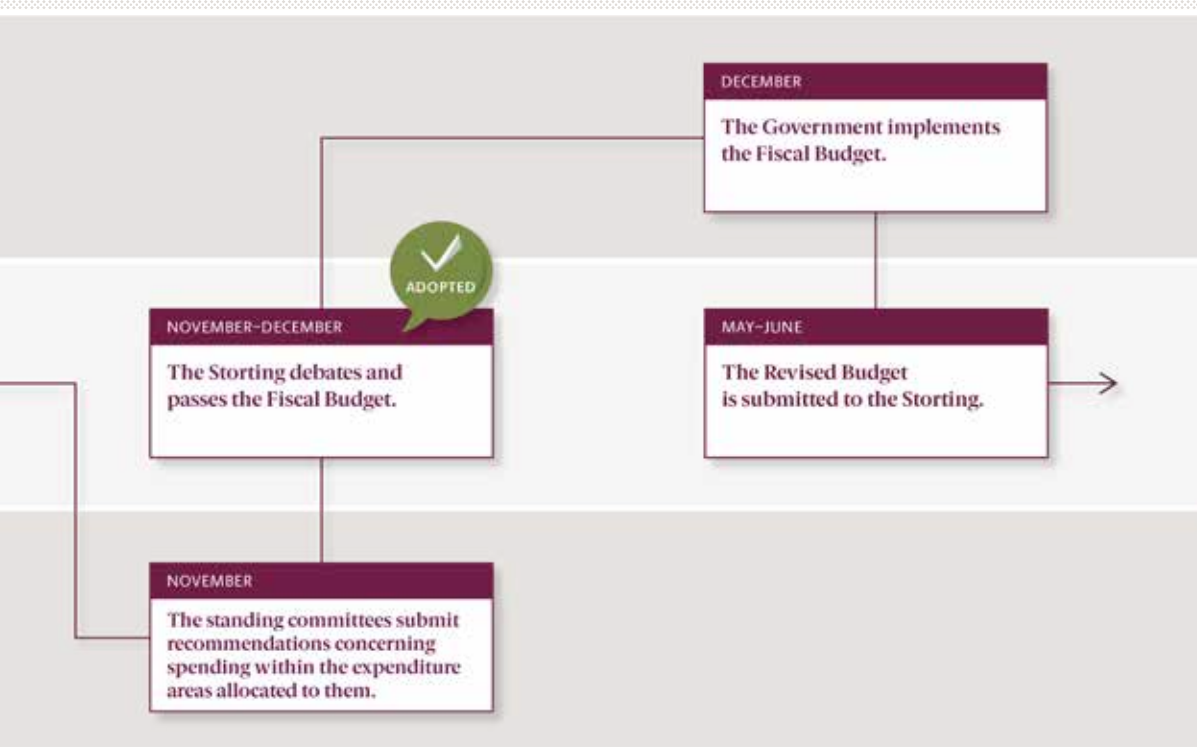 DECEMBER
The Government implements
the Fiscal Budget.
ADOPTED
NOVEMBER–DECEMBER
The Storting debates and
passes the Fiscal Budget.
MAY–JUNE
The Revised Budget
is submitted to the Storting.
NOVEMBER
The standing committees submit
recommendations concerning
spending within the expenditure
areas allocated to them.